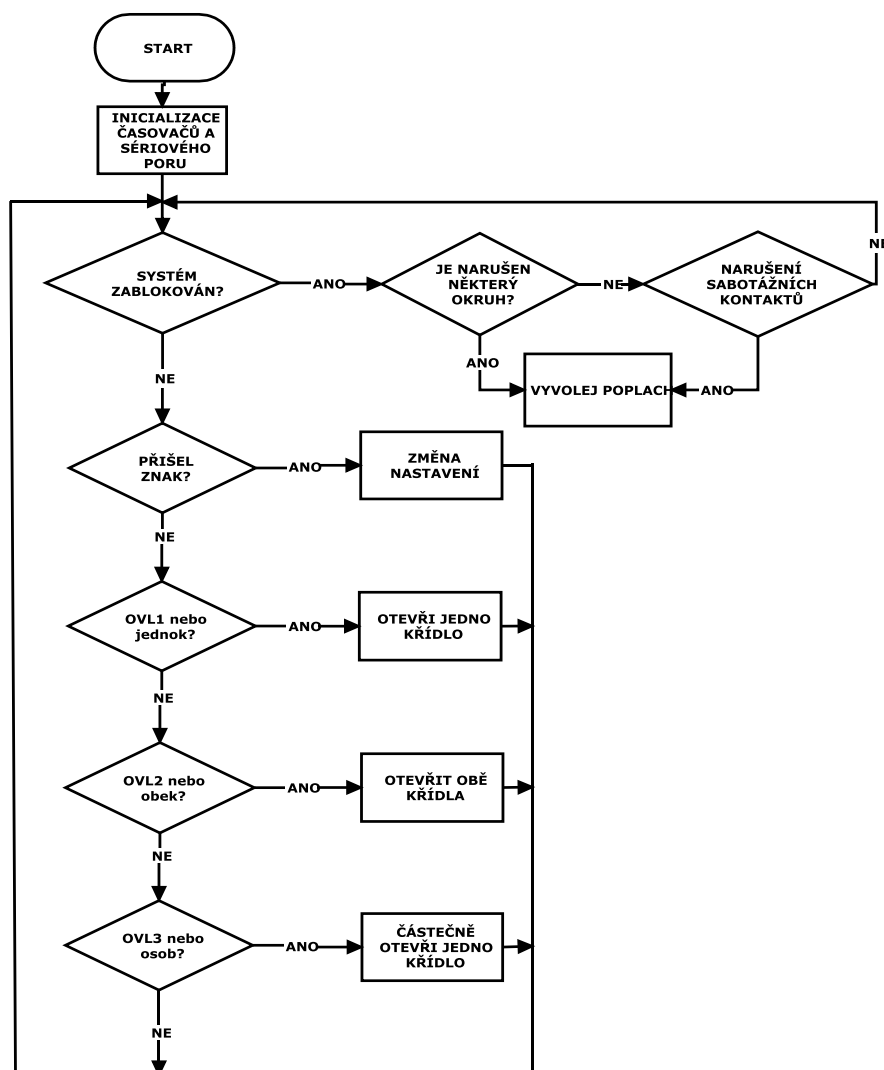 START
INICIALIZACE
ČASOVAČŮ A
SÉRIOVÉHO
PORU
SYSTÉM
ZABLOKOVÁN?
ANO
JE NARUŠEN
NĚKTERÝ
OKRUH?
NE
NARUŠENÍ
SABOTÁŽNÍCH
KONTAKTŮ
NE
ANO
VYVOLEJ POPLACH
ANO
NE
PŘIŠEL
ZNAK?
ANO
ZMĚNA
NASTAVENÍ
NE
OVL1 nebo
jednok?
ANO
OTEVŘI JEDNO
KŘÍDLO
NE
OVL2 nebo
obek?
ANO
OTEVŘIT OBĚ
KŘÍDLA
NE
OVL3 nebo
osob?
ANO
ČÁSTEČNĚ
OTEVŘI JEDNO
KŘÍDLO
NE